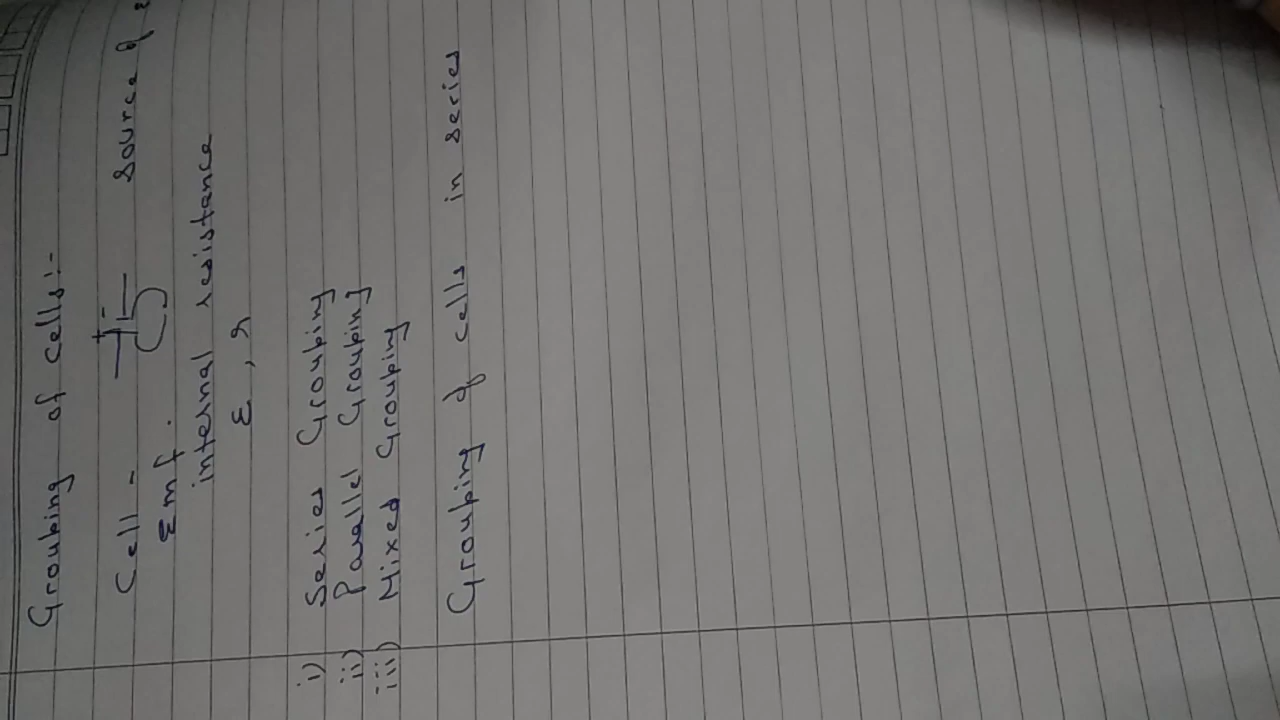 Grouping of cells:-
Cell - + - Source of
Emf.
internal resistance
ε, r
i) Series Grouping
ii) Parallel Grouping
iii) Mixed Grouping
Grouping of cells in series